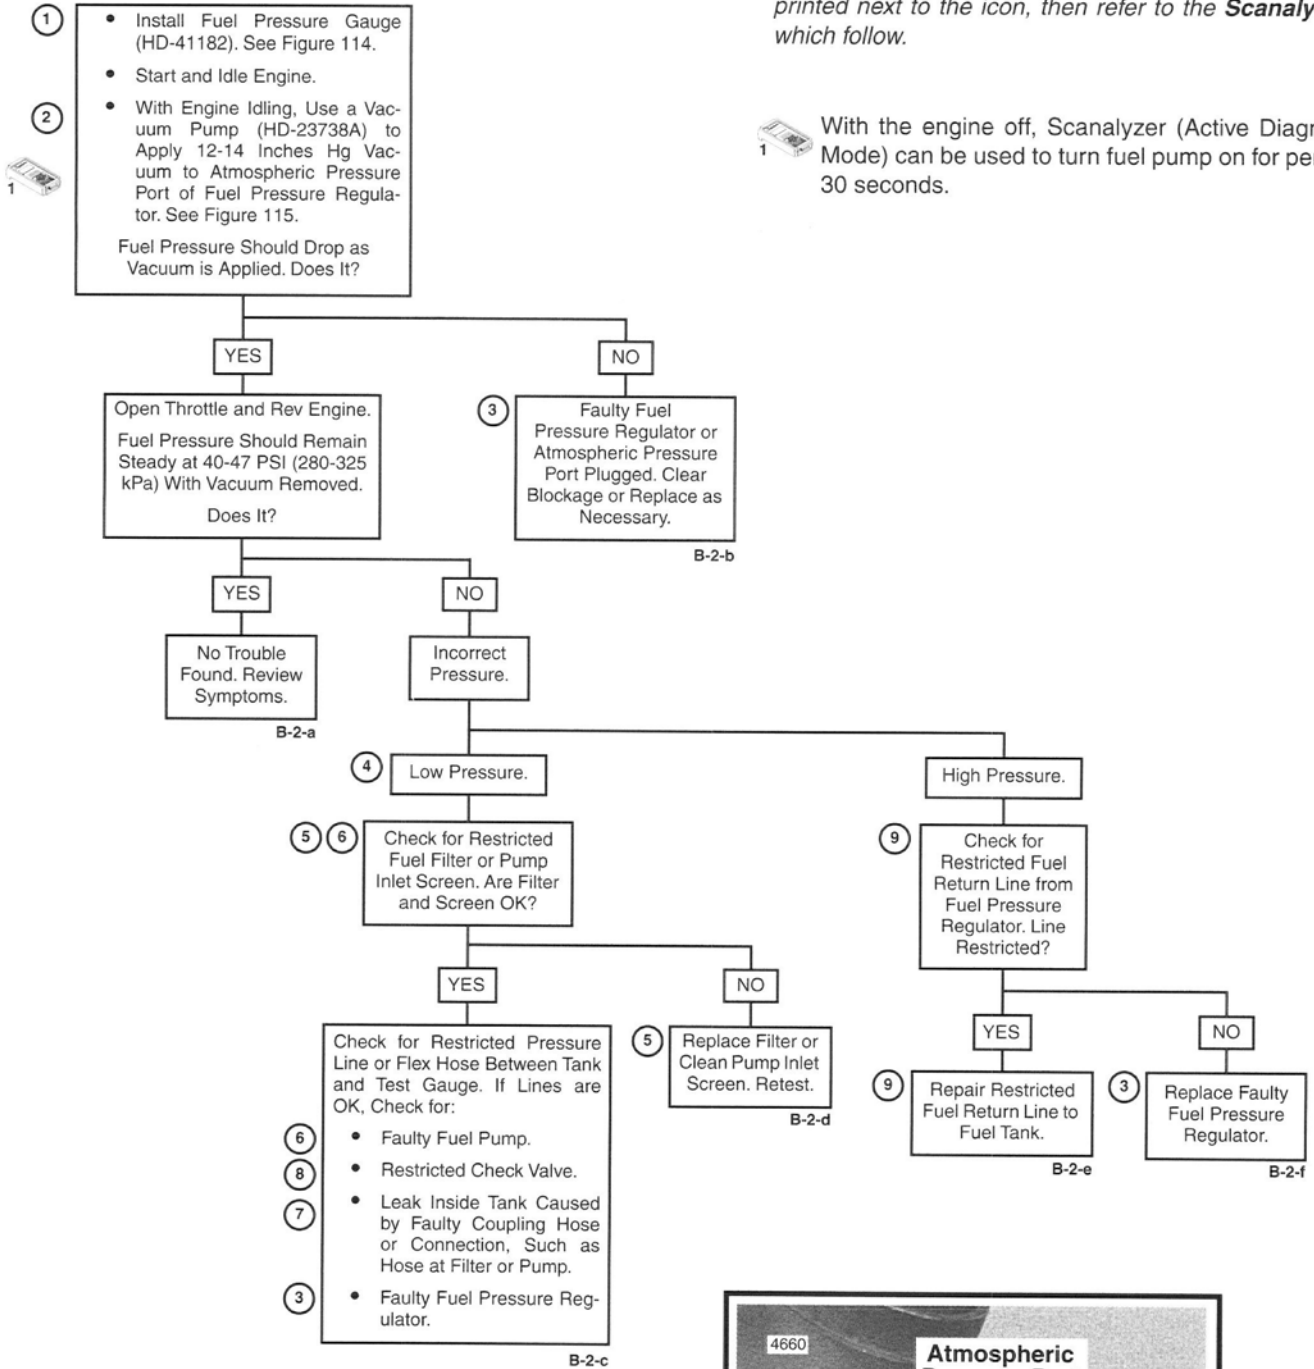 printed next to the icon, then refer to the Scanaly
which follow.
1
• Install Fuel Pressure Gauge
(HD-41182). See Figure 114.
• Start and Idle Engine.
2
1
• With Engine Idling, Use a Vac-
uum Pump (HD-23738A) to
Apply 12-14 Inches Hg Vac-
uum to Atmospheric Pressure
Port of Fuel Pressure Regula-
tor. See Figure 115.
Fuel Pressure Should Drop as
Vacuum is Applied. Does It?
1
With the engine off, Scanalyzer (Active Diagr
Mode) can be used to turn fuel pump on for per
30 seconds.
YES
NO
Open Throttle and Rev Engine.
Fuel Pressure Should Remain
Steady at 40-47 PSI (280-325
kPa) With Vacuum Removed.
Does It?
3
Faulty Fuel
Pressure Regulator or
Atmospheric Pressure
Port Plugged. Clear
Blockage or Replace as
Necessary.
B-2-b
YES
NO
No Trouble
Found. Review
Symptoms.
B-2-a
Incorrect
Pressure.
4
Low Pressure.
High Pressure.
5
6
Check for Restricted
Fuel Filter or Pump
Inlet Screen. Are Filter
and Screen OK?
9
Check for
Restricted Fuel
Return Line from
Fuel Pressure
Regulator. Line
Restricted?
YES
NO
YES
NO
Check for Restricted Pressure
Line or Flex Hose Between Tank
and Test Gauge. If Lines are
OK, Check for:
6
• Faulty Fuel Pump.
8
• Restricted Check Valve.
7
• Leak Inside Tank Caused
by Faulty Coupling Hose
or Connection, Such as
Hose at Filter or Pump.
3
• Faulty Fuel Pressure Reg-
ulator.
B-2-c
5
Replace Filter or
Clean Pump Inlet
Screen. Retest.
B-2-d
9
Repair Restricted
Fuel Return Line to
Fuel Tank.
B-2-e
3
Replace Faulty
Fuel Pressure
Regulator.
B-2-f
4660
Atmospheric